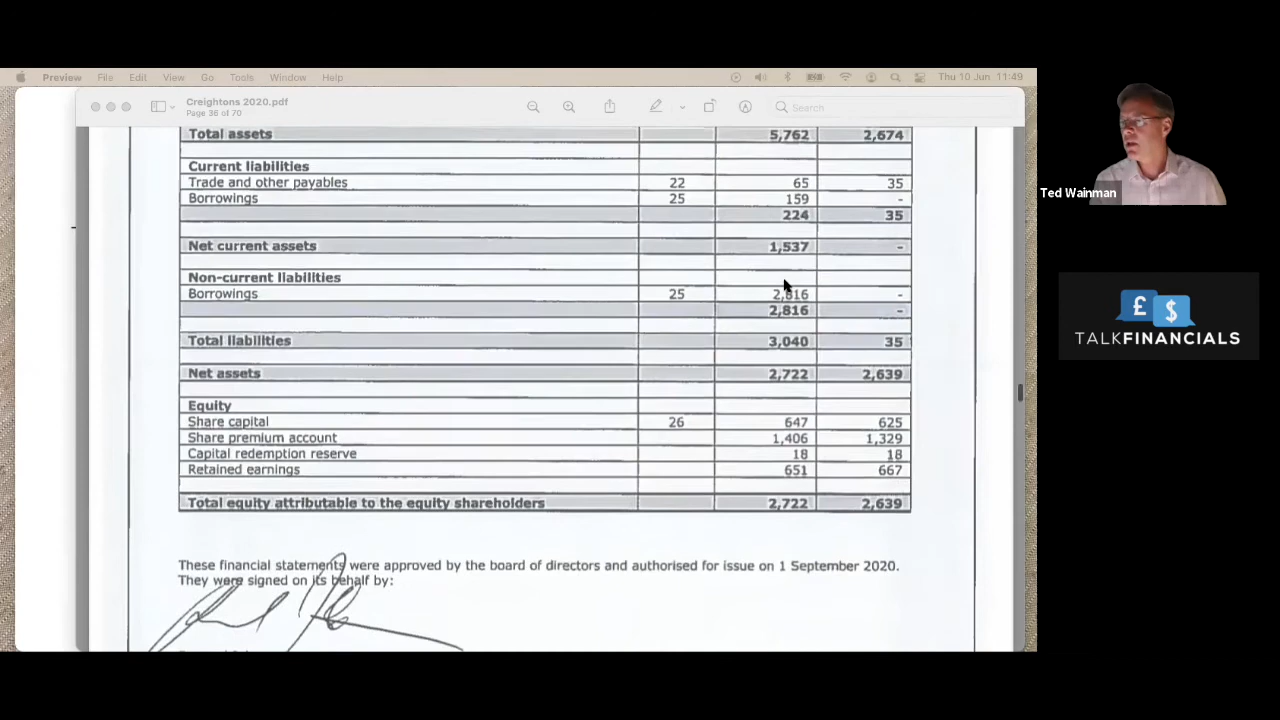 Preview File Edit View Go Tools Window Help Thu 10 Jun 11:49
Creightons 2020.pdf
Page 36 of 70
Search
Total assets 5,762 2,674
Current liabilities
Trade and other payables 22 65 35
Borrowings 25 159 -
224 35
Net current assets 1,537 -
Non-current liabilities
Borrowings 25 2,816 -
2,816 -
Total liabilities 3,040 35
Net assets 2,722 2,639
Equity
Share capital 26 647 625
Share premium account 1,406 1,329
Capital redemption reserve 18 18
Retained earnings 651 667
Total equity attributable to the equity shareholders 2,722 2,639
These financial statements were approved by the board of directors and authorised for issue on 1 September 2020.
They were signed on its behalf by:
Ted Wainman
£ $
TALKFINANCIALS